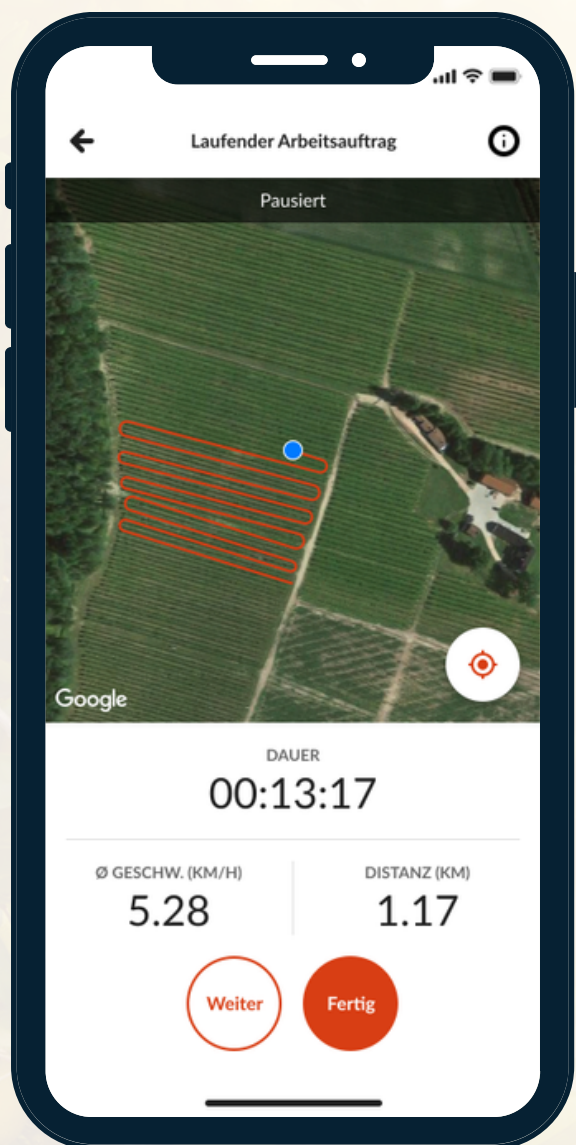 Laufender Arbeitsauftrag
Pausiert
Google
DAUER
00:13:17
Ø GESCHW. (KM/H)
DISTANZ (KM)
5.28
1.17
Weiter
Fertig